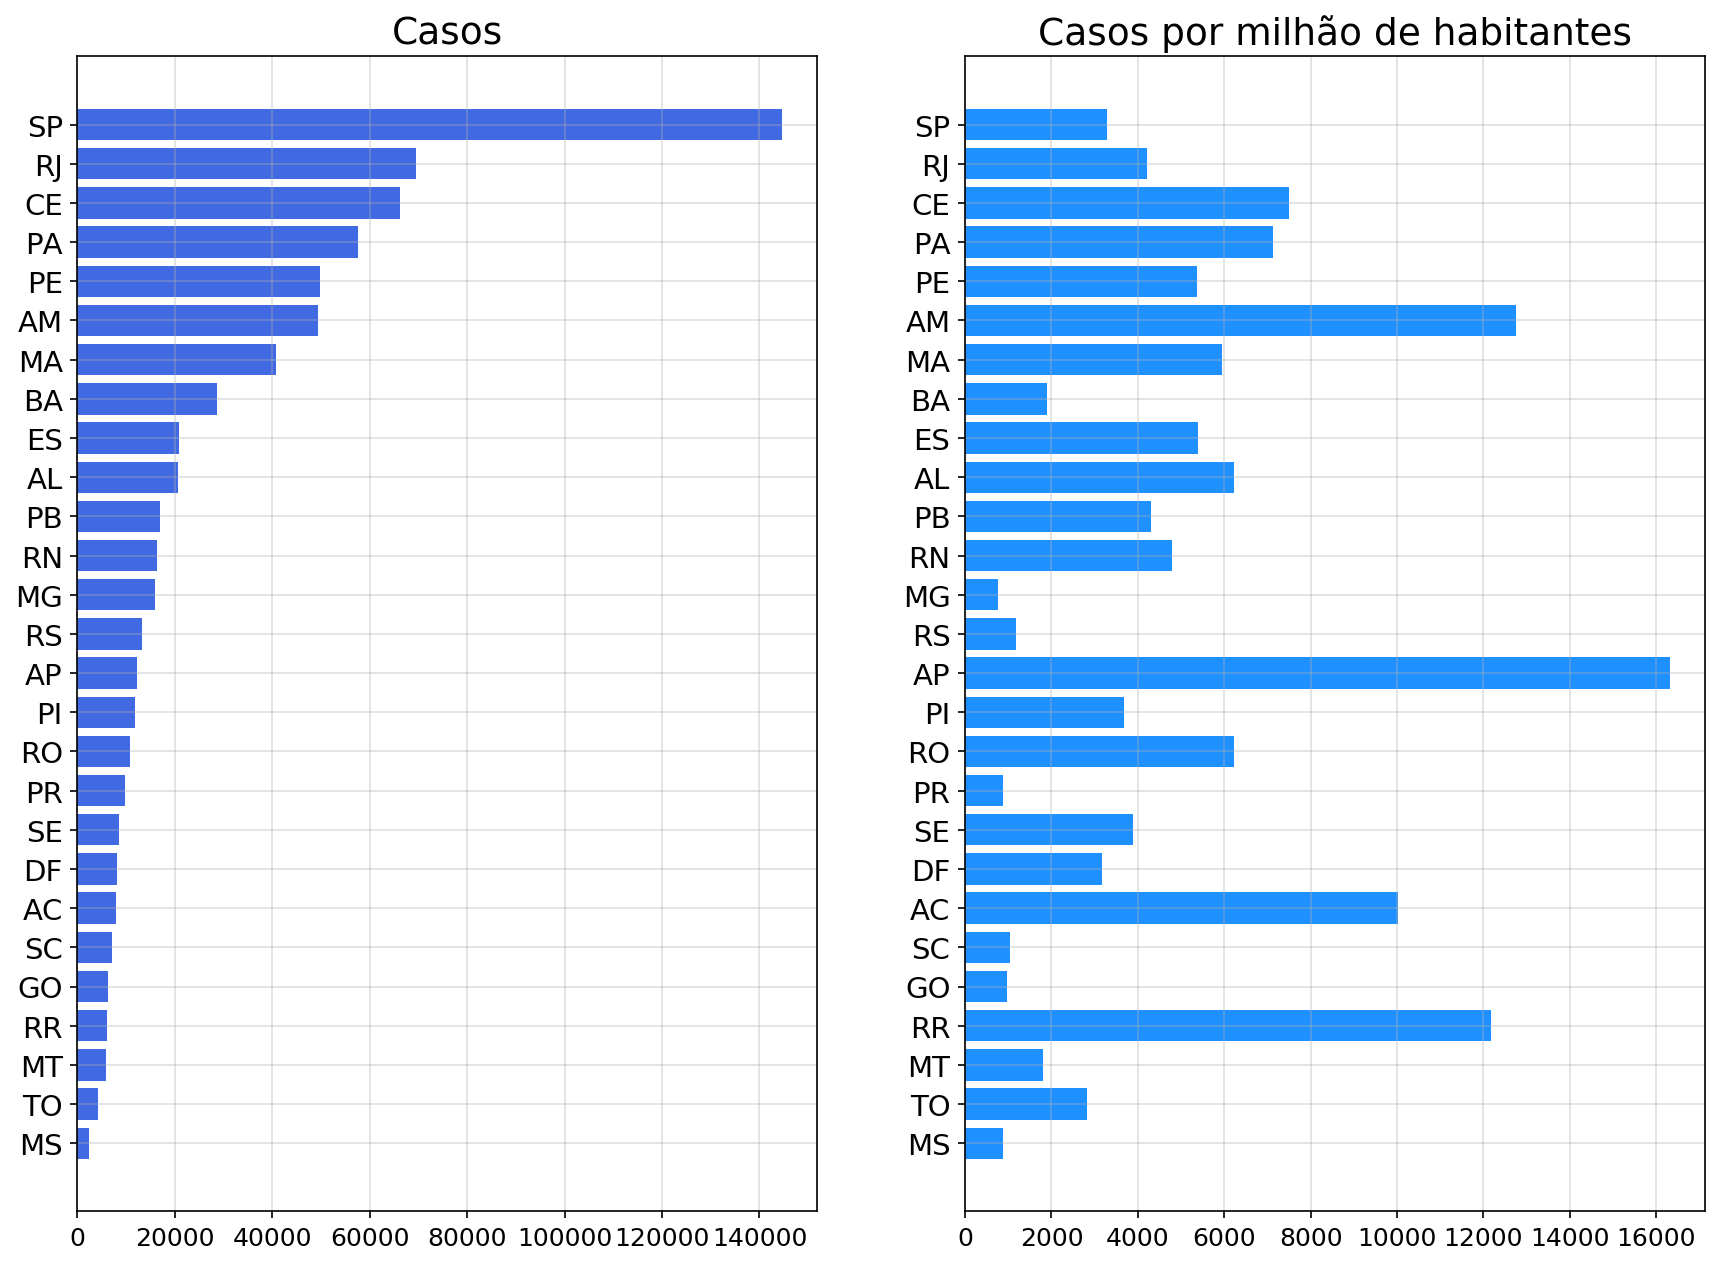 Casos
SP
RJ
CE
PA
PE
AM
MA
BA
ES
AL
PB
RN
MG
RS
AP
PI
RO
PR
SE
DF
AC
SC
GO
RR
MT
TO
MS
0 20000 40000 60000 80000 100000 120000 140000
Casos por milhão de habitantes
SP
RJ
CE
PA
PE
AM
MA
BA
ES
AL
PB
RN
MG
RS
AP
PI
RO
PR
SE
DF
AC
SC
GO
RR
MT
TO
MS
0 2000 4000 6000 8000 10000 12000 14000 16000